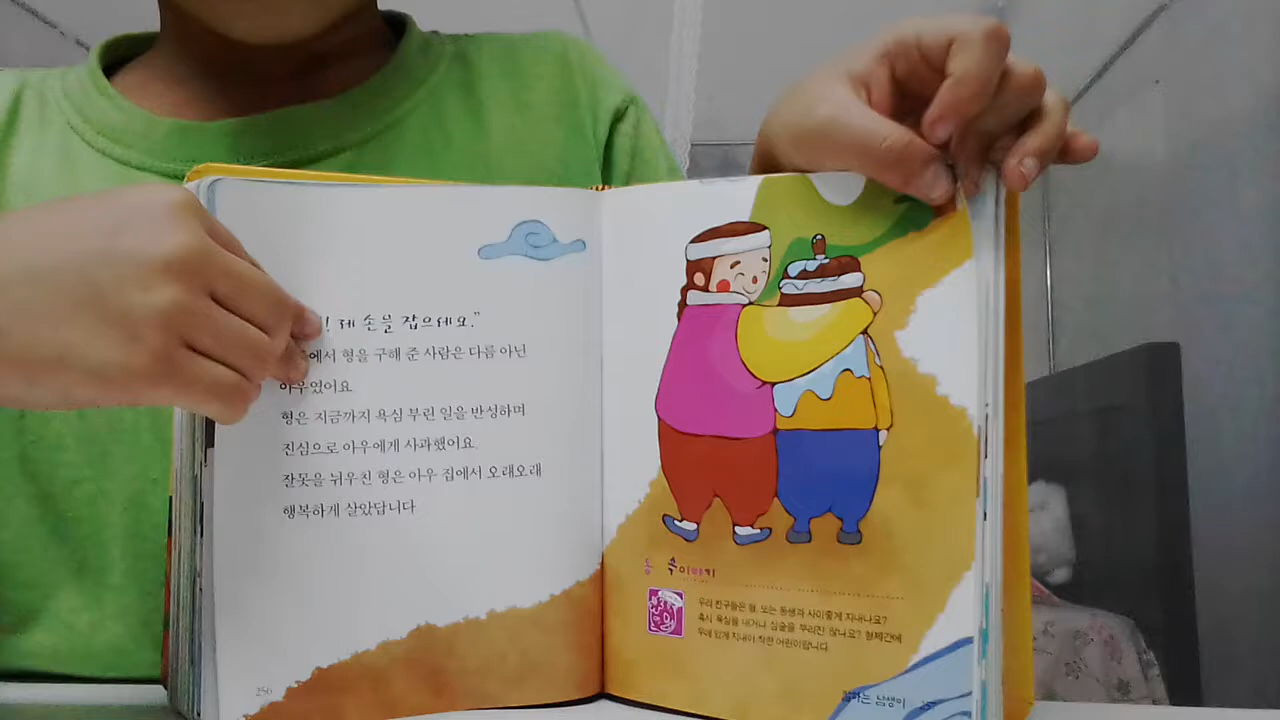 ! 제 손을 잡으세요."
에서 형을 구해 준 사람은 다름 아닌
아우였어요.
형은 지금까지 욕심 부린 일을 반성하며
진심으로 아우에게 사과했어요.
잘못을 뉘우친 형은 아우 집에서 오래오래
행복하게 살았답니다.
256
속이야기
우리 친구들은 형, 또는 동생과 사이좋게 지내나요?
혹시 욕심을 내거나 심술을 부리진 않나요? 형제간에
우애 있게 지내야 착한 어린이랍니다.
말하는 남생이